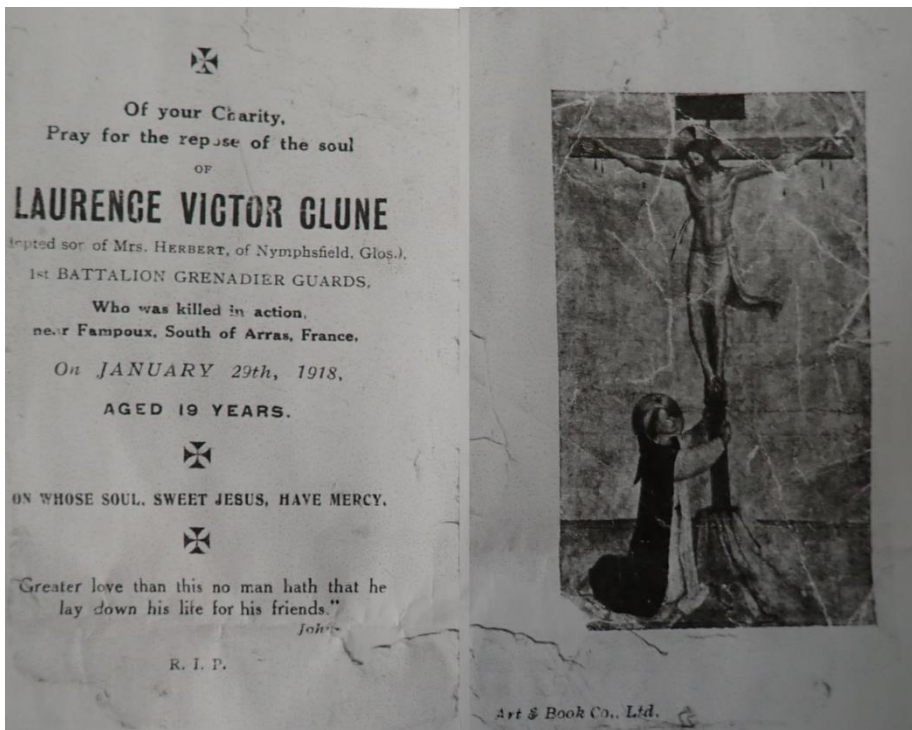 Of your Charity,
Pray for the repose of the soul
OF
LAURENCE VICTOR CLUNE
sor of Mrs. HERBERT, of Nymphsfield, Glos.),
1st BATTALION GRENADIER GUARDS,
Who was killed in action,
near Fampoux, South of Arras, France,
On JANUARY 29th, 1918,
AGED 19 YEARS.
ON WHOSE SOUL, SWEET JESUS, HAVE MERCY.
"Greater love than this no man hath that he
lay down his life for his friends."
R. I. P.
Art & Book Co., Ltd.